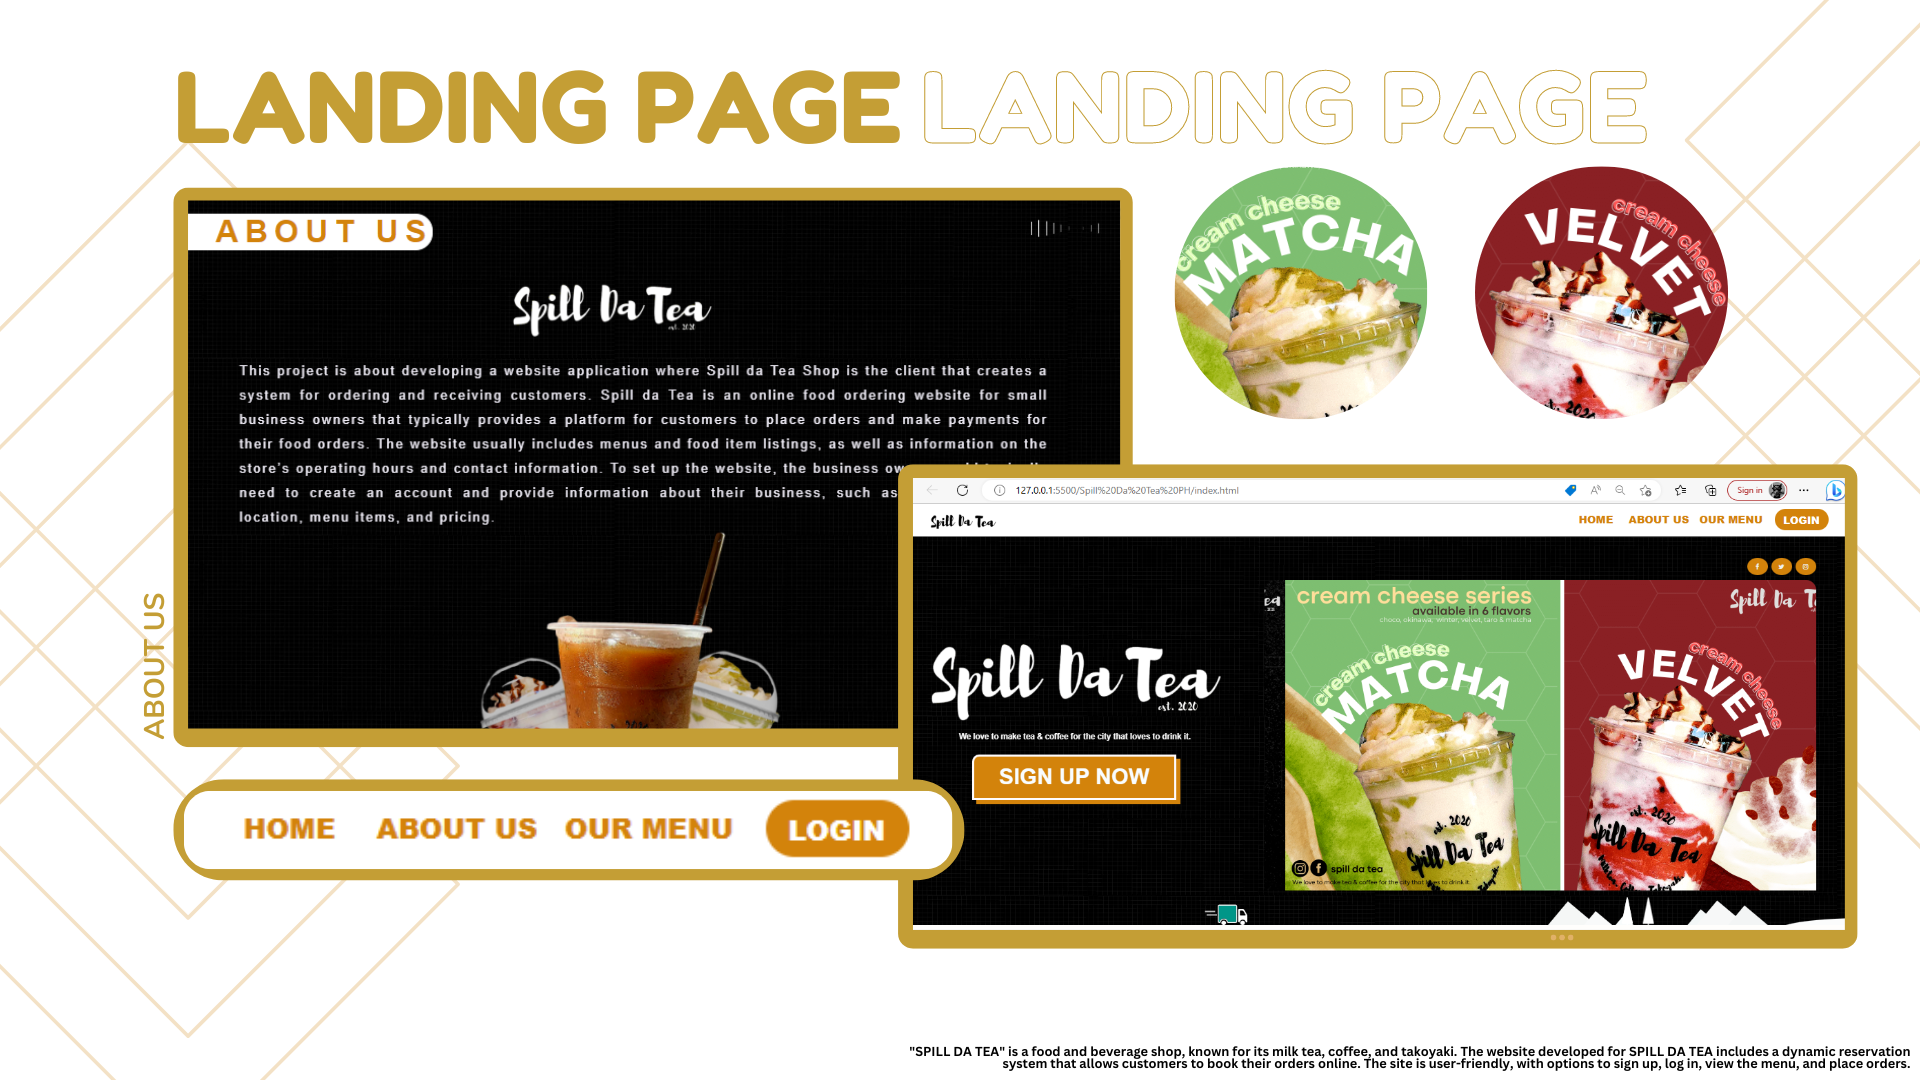 LANDING PAGE LANDING PAGE
ABOUT US
Spill Da Tea
est. 2020
This project is about developing a website application where Spill da Tea Shop is the client that creates a
system for ordering and receiving customers. Spill da Tea is an online food ordering website for small
business owners that typically provides a platform for customers to place orders and make payments for
their food orders. The website usually includes menus and food item listings, as well as information on the
store's operating hours and contact information. To set up the website, the business
need to create an account and provide information about their business, such as
location, menu items, and pricing.
cream cheese
MATCHA
cream cheese
VELVET
ABOUT US
HOME ABOUT US OUR MENU LOGIN
127.0.0.1:5500/Spill%20Da%20Tea%20PH/index.html
Sign in
Spill Da Tea
HOME ABOUT US OUR MENU LOGIN
Spill Da Tea
est. 2020
We love to make tea & coffee for the city that loves to drink it.
SIGN UP NOW
cream cheese series
available in 6 flavors
choco, okinawa, winter, velvet, taro & matcha
cream cheese
MATCHA
est. 2020
Spill Da Tea
spill da tea
We love to make tea & coffee for the city that loves to drink it.
Spill Da T
cream cheese
VELVET
est. 2020
Spill Da Tea
"SPILL DA TEA" is a food and beverage shop, known for its milk tea, coffee, and takoyaki. The website developed for SPILL DA TEA includes a dynamic reservation
system that allows customers to book their orders online. The site is user-friendly, with options to sign up, log in, view the menu, and place orders.